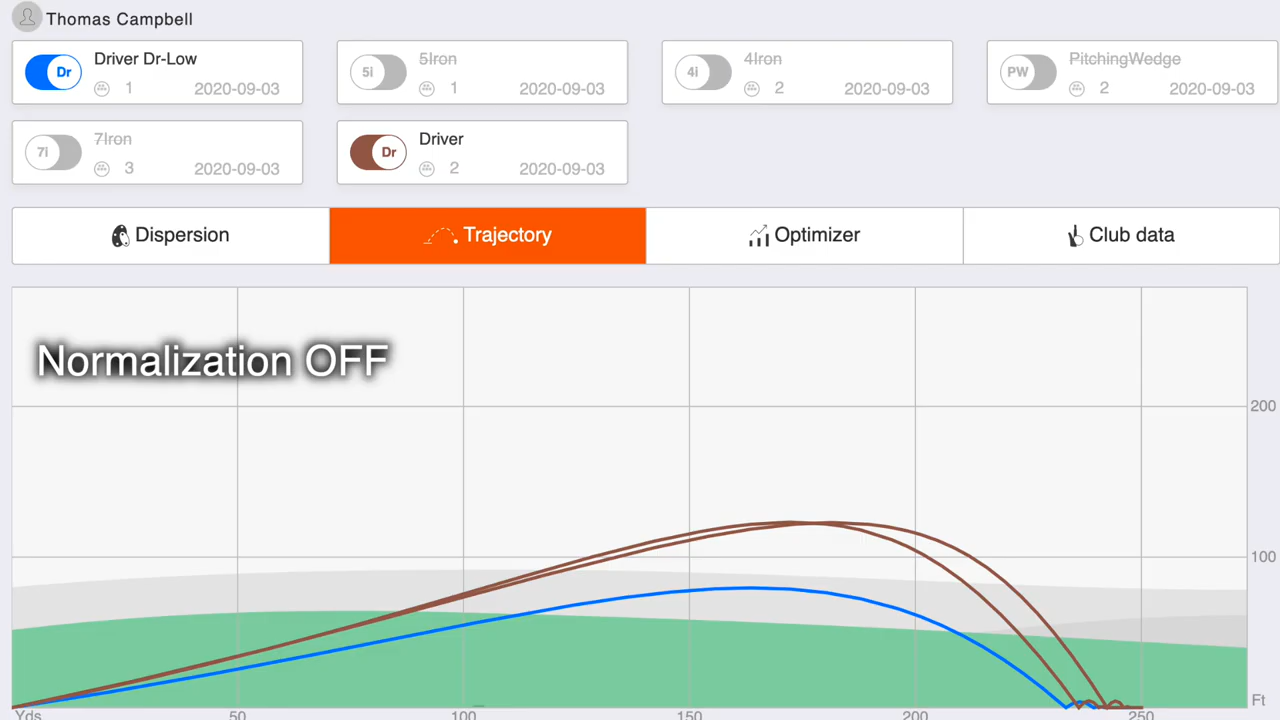 Thomas Campbell
Dr Driver Dr-Low
1 2020-09-03
5i 5Iron
1 2020-09-03
4i 4Iron
2 2020-09-03
PW PitchingWedge
2 2020-09-03
7i 7Iron
3 2020-09-03
Dr Driver
2 2020-09-03
Dispersion
Trajectory
Optimizer
Club data
Normalization OFF
200
100
Ft
Yds 50 100 150 200 250